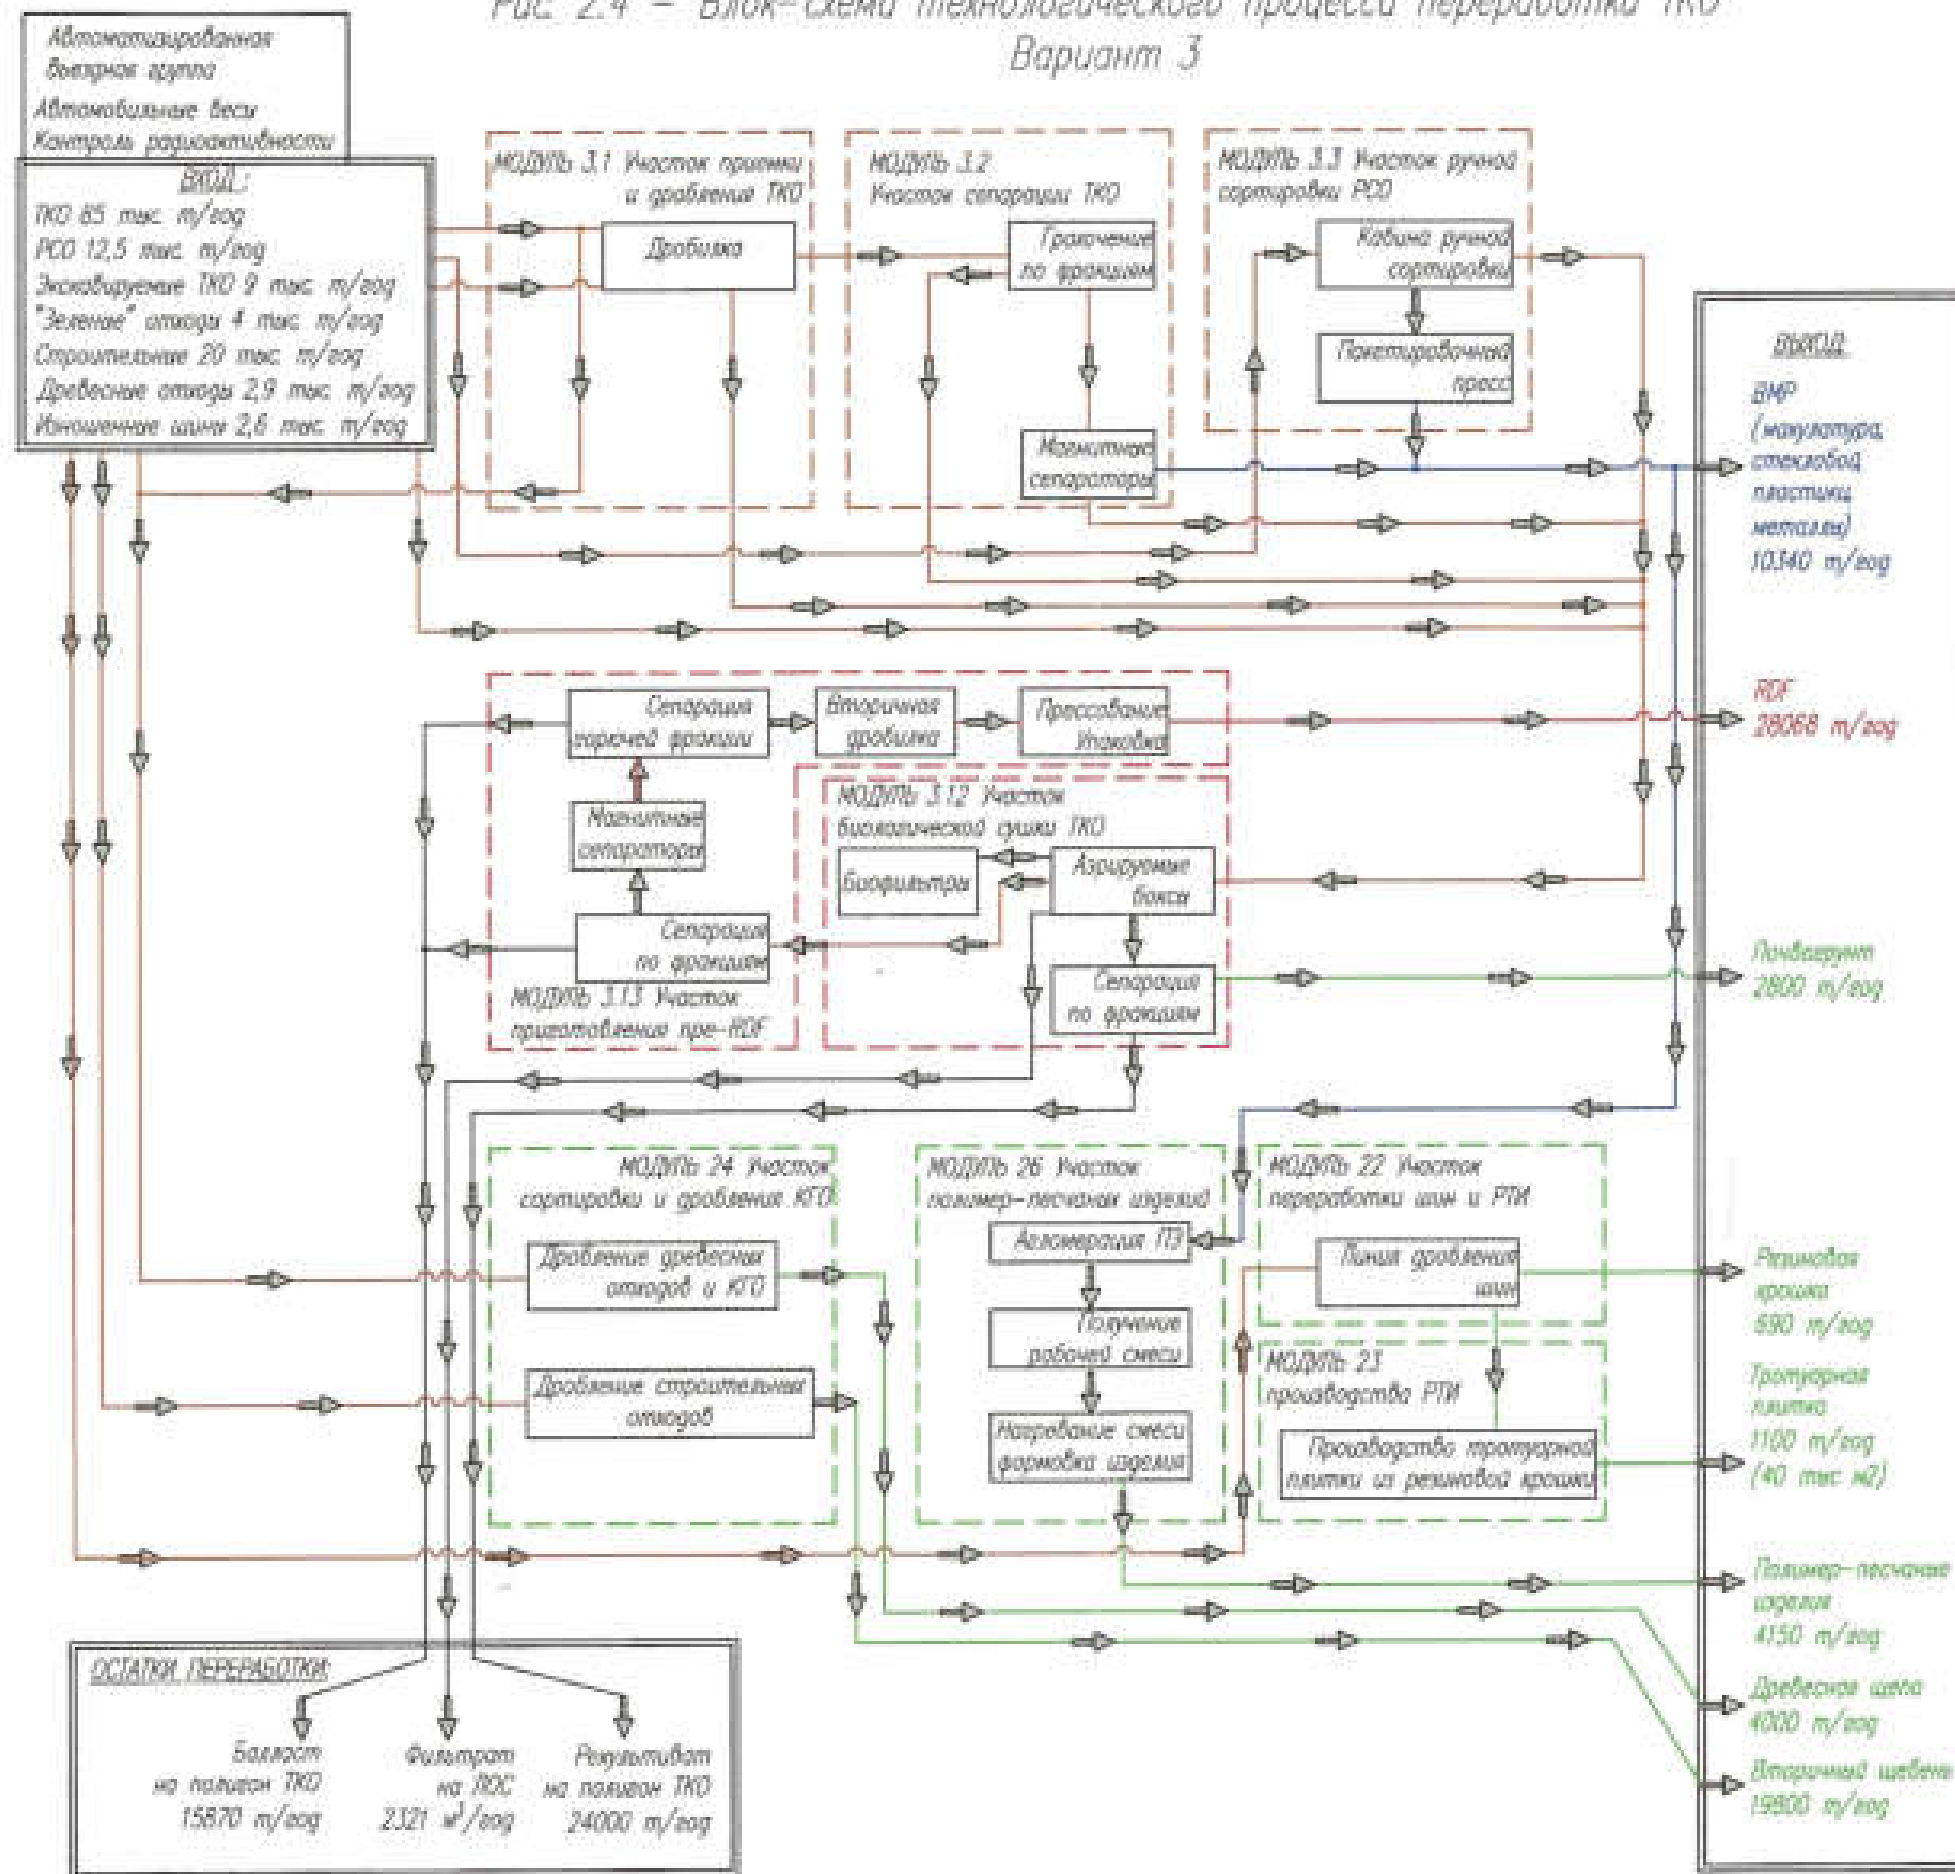 Рис. 2.4 - Блок-схема технологического процесса переработки ТКО
Вариант 3
Автоматизированная
въездная группа
Автомобильные весы
Контроль радиоактивности
ВХОД:
ТКО 85 тыс. т/год
РСО 12,5 тыс. т/год
Экскавируемые ТКО 9 тыс. т/год
"Зеленые" отходы 4 тыс. т/год
Строительные 20 тыс. т/год
Древесные отходы 2,9 тыс. т/год
Изношенные шины 2,6 тыс. т/год
МОДУЛЬ 3.1 Участок приемки
и дробления ТКО
Дробилка
МОДУЛЬ 3.2
Участок сепарации ТКО
Грохочение
по фракциям
Магнитные
сепараторы
МОДУЛЬ 3.3 Участок ручной
сортировки РСО
Кабина ручной
сортировки
Пакетировочный
пресс
ВЫХОД
ВМР
(макулатура,
стеклобой,
пластики,
металлы)
10340 т/год
RDF
28068 т/год
Почвогрунт
2800 т/год
Резиновая
крошка
690 т/год
Тротуарная
плитка
1100 т/год
(40 тыс м2)
Полимер-песчаные
изделия
4150 т/год
Древесная щепа
4000 т/год
Вторичный щебень
19800 т/год
Сепарация
горючей фракции
Вторичная
дробилка
Прессование
Упаковка
Магнитные
сепараторы
Сепарация
по фракциям
МОДУЛЬ 3.13 Участок
приготовления пре-RDF
МОДУЛЬ 3.12 Участок
биологической сушки ТКО
Биофильтры
Аэрируемые
боксы
Сепарация
по фракциям
МОДУЛЬ 24 Участок
сортировки и дробления КГО
Дробление древесных
отходов и КГО
Дробление строительных
отходов
МОДУЛЬ 26 Участок
полимер-песчаных изделий
Агломерация ПЭ
Получение
рабочей смеси
Нагревание смеси
формовка изделия
МОДУЛЬ 22 Участок
переработки шин и РТИ
Линия дробления
шин
МОДУЛЬ 23
производства РТИ
Производство тротуарной
плитки из резиновой крошки
ОСТАТКИ ПЕРЕРАБОТКИ:
Балласт
на полигон ТКО
15870 т/год
Фильтрат
на ЛОС
2321 м³/год
Рекультиват
на полигон ТКО
24000 т/год